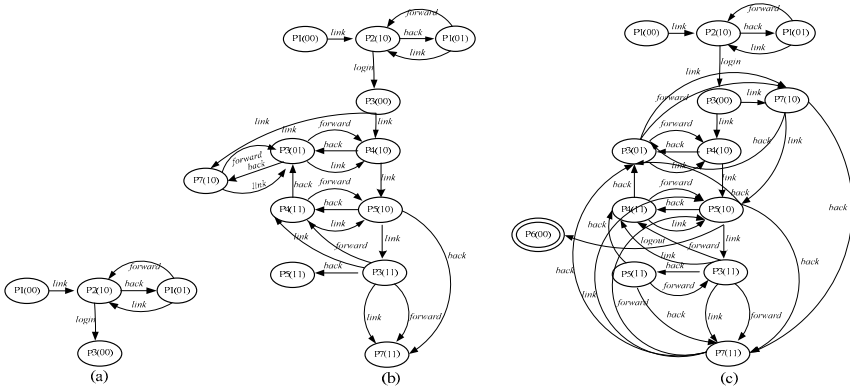 forward
P1(00) link P2(10) back P1(01)
link
login
P3(00)
(a)
forward
P1(00) link P2(10) back P1(01)
link
login
P3(00)
link
link
link
forward
P3(01) back P4(10)
link
forward
back
P7(10)
link
link
back
forward
P4(11) back P5(10)
link
link
link
forward
back
P5(11) back P3(11)
link
forward
P7(11)
(b)
forward
P1(00) link P2(10) back P1(01)
link
login
link
P3(00) link P7(10)
forward
link
forward
P3(01) back P4(10)
link
back
link
link
back
back
forward
P4(11) back P5(10)
link
back
P6(00)
logout
link
back
forward
link
P5(11) back P3(11)
back
back
link
forward
forward
back
link
forward
P7(11)
(c)